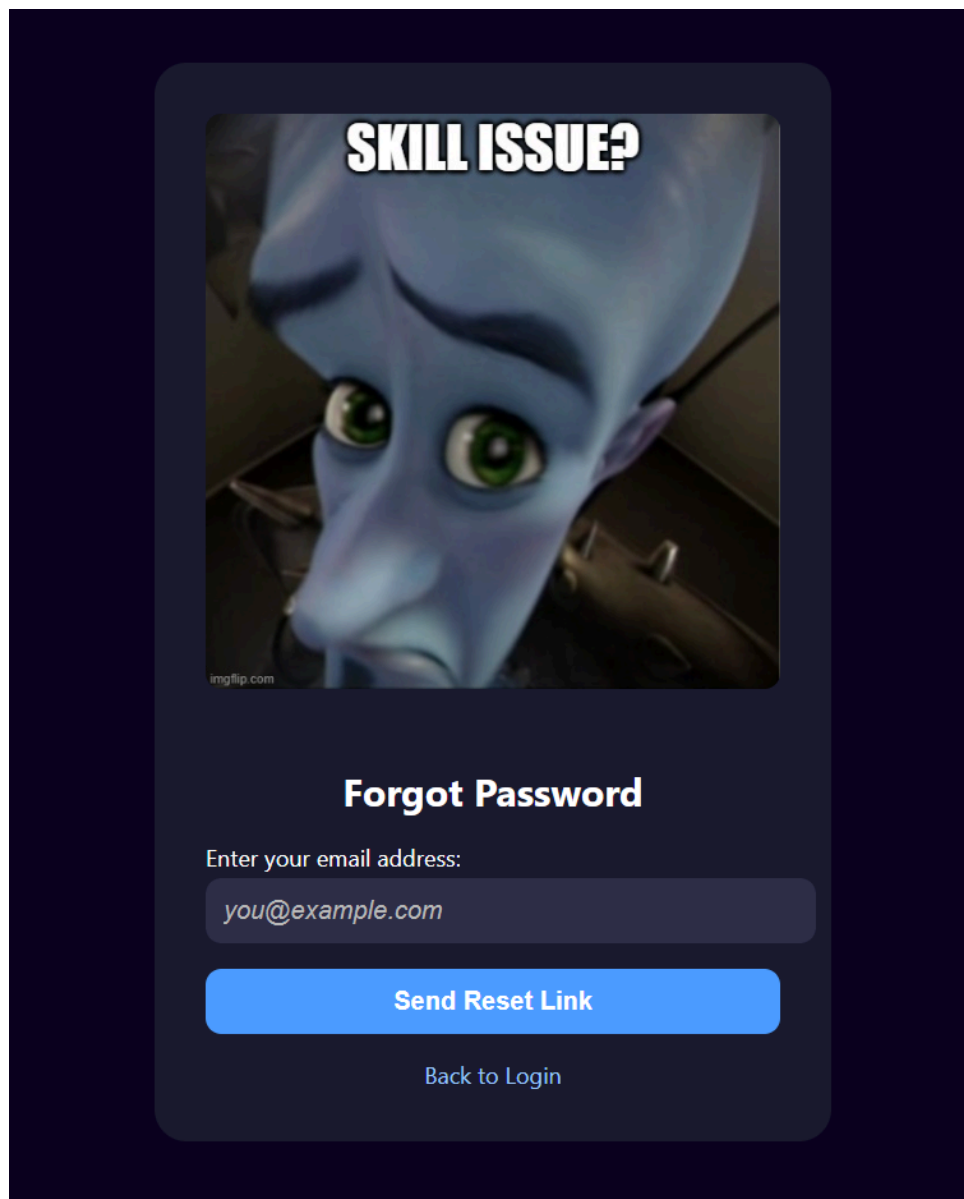 SKILL ISSUE?
imgflip.com
Forgot Password
Enter your email address:
you@example.com
Send Reset Link
Back to Login